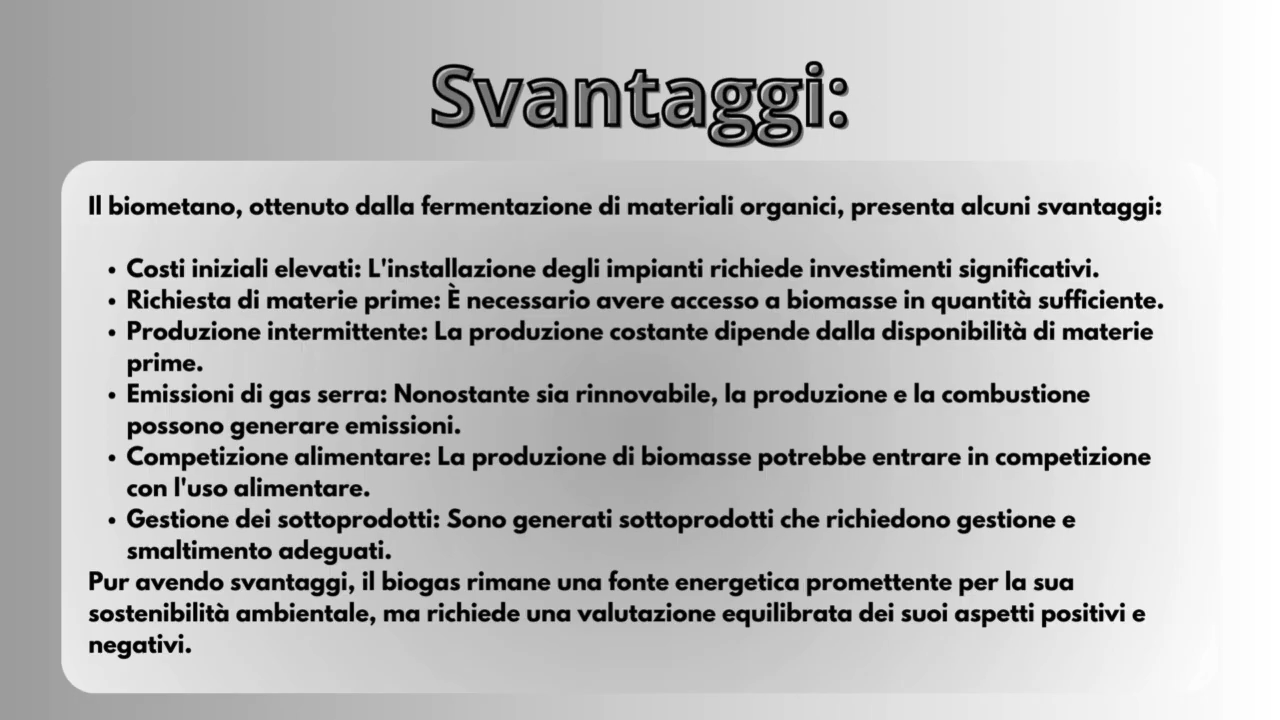 Svantaggi:
Il biometano, ottenuto dalla fermentazione di materiali organici, presenta alcuni svantaggi:
• Costi iniziali elevati: L'installazione degli impianti richiede investimenti significativi.
• Richiesta di materie prime: È necessario avere accesso a biomasse in quantità sufficiente.
• Produzione intermittente: La produzione costante dipende dalla disponibilità di materie
prime.
• Emissioni di gas serra: Nonostante sia rinnovabile, la produzione e la combustione
possono generare emissioni.
• Competizione alimentare: La produzione di biomasse potrebbe entrare in competizione
con l'uso alimentare.
• Gestione dei sottoprodotti: Sono generati sottoprodotti che richiedono gestione e
smaltimento adeguati.
Pur avendo svantaggi, il biogas rimane una fonte energetica promettente per la sua
sostenibilità ambientale, ma richiede una valutazione equilibrata dei suoi aspetti positivi e
negativi.